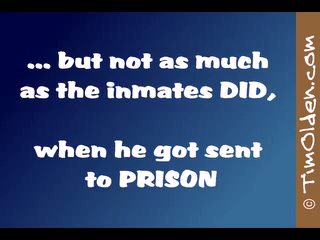 ... but not as much
as the inmates DID,
when he got sent
to PRISON
© TimOlden.com